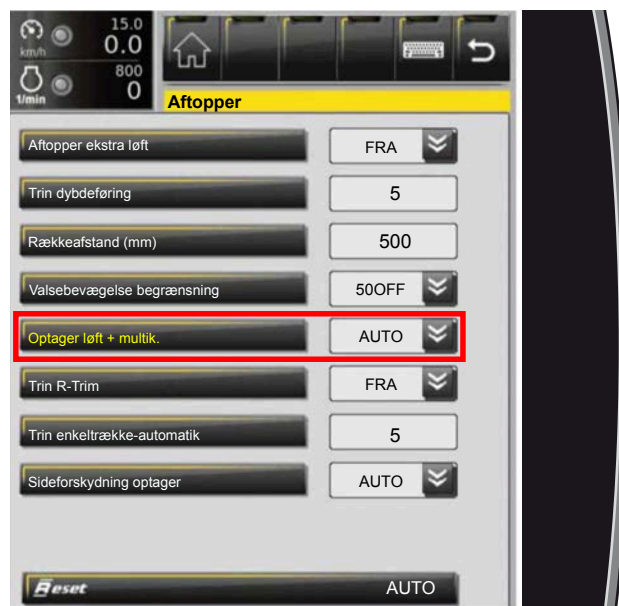 15.0
km/h 0.0
800
1/min 0
Aftopper
Aftopper ekstra løft FRA
Trin dybdeføring 5
Rækkeafstand (mm) 500
Valsebevægelse begrænsning 50OFF
Optager løft + multik. AUTO
Trin R-Trim FRA
Trin enkeltrække-automatik 5
Sideforskydning optager AUTO
Reset AUTO